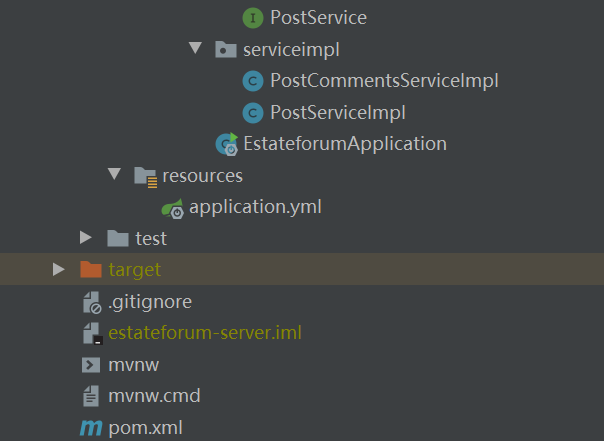 PostService
serviceimpl
PostCommentsServiceImpl
PostServiceImpl
EstateforumApplication
resources
application.yml
test
target
.gitignore
estateforum-server.iml
mvnw
mvnw.cmd
pom.xml